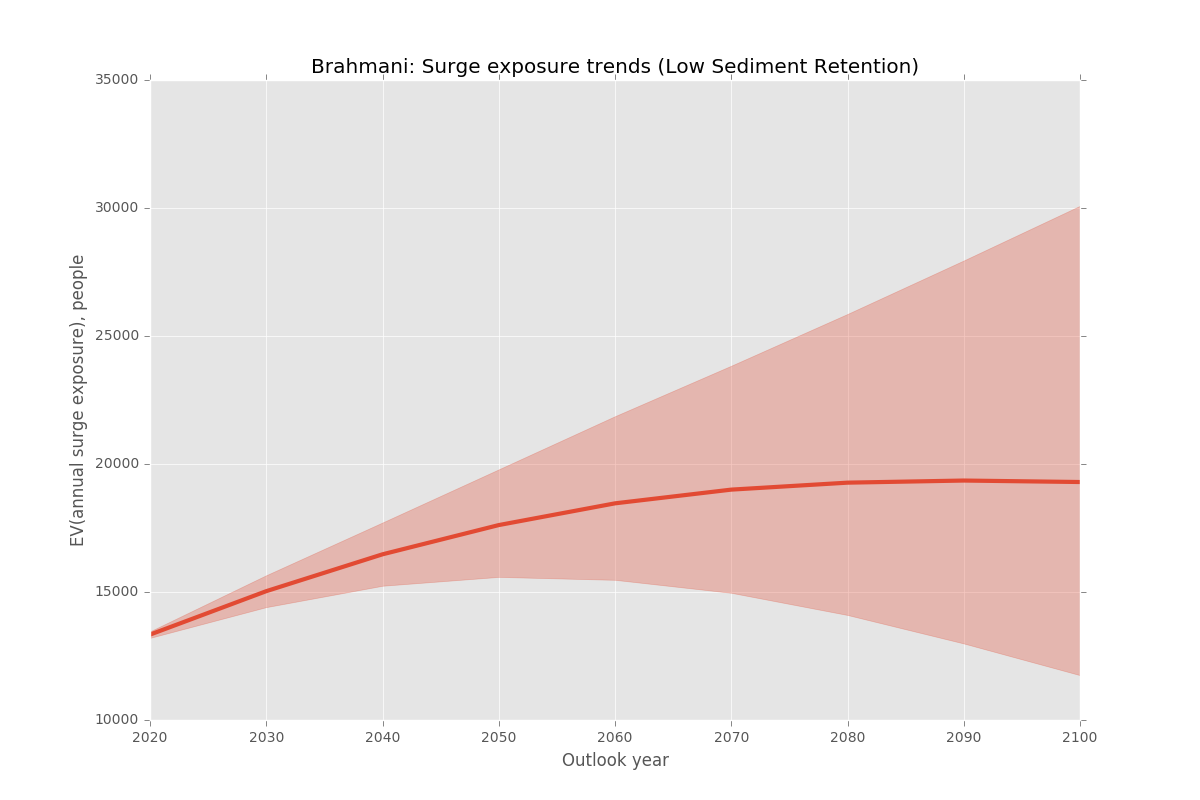 Brahmani: Surge exposure trends (Low Sediment Retention)
35000
30000
25000
20000
15000
10000
EV(annual surge exposure), people
2020 2030 2040 2050 2060 2070 2080 2090 2100
Outlook year